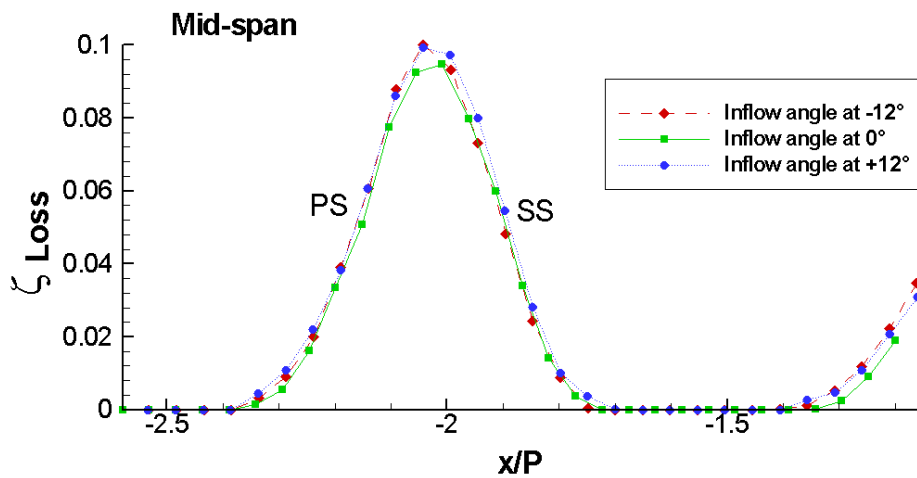 Mid-span
0.1
0.08
0.06
0.04
0.02
0
ζ Loss
PS
SS
Inflow angle at -12°
Inflow angle at 0°
Inflow angle at +12°
-2.5
-2
-1.5
x/P